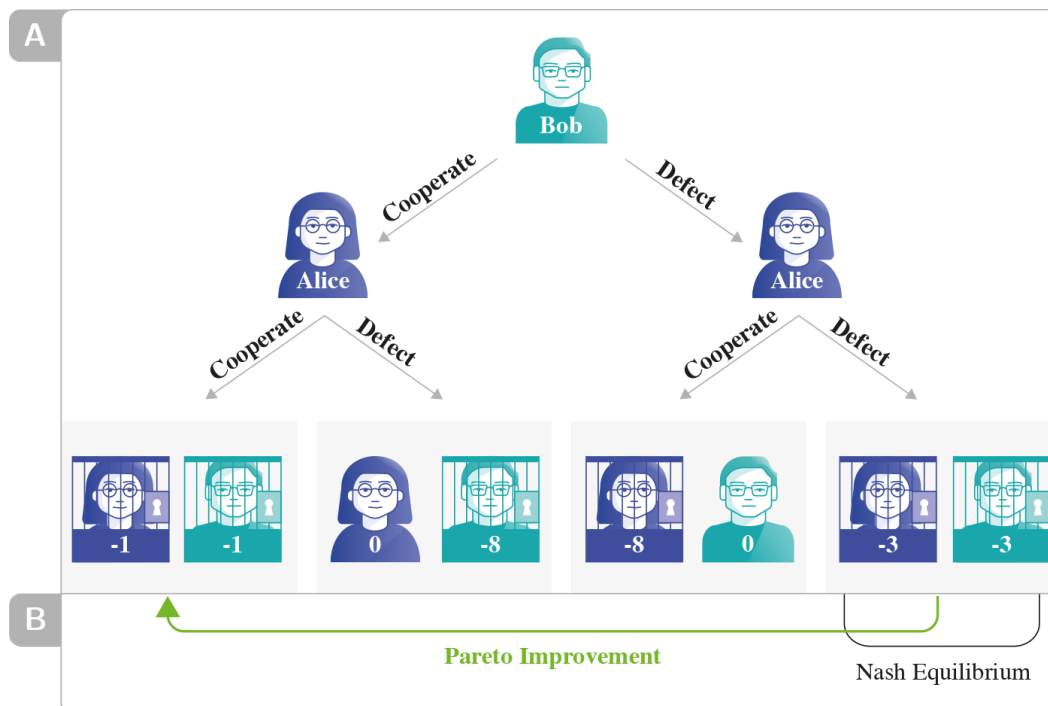 A
Bob
Cooperate
Defect
Alice
Alice
Cooperate
Defect
Cooperate
Defect
-1
-1
0
-8
-8
0
-3
-3
B
Pareto Improvement
Nash Equilibrium